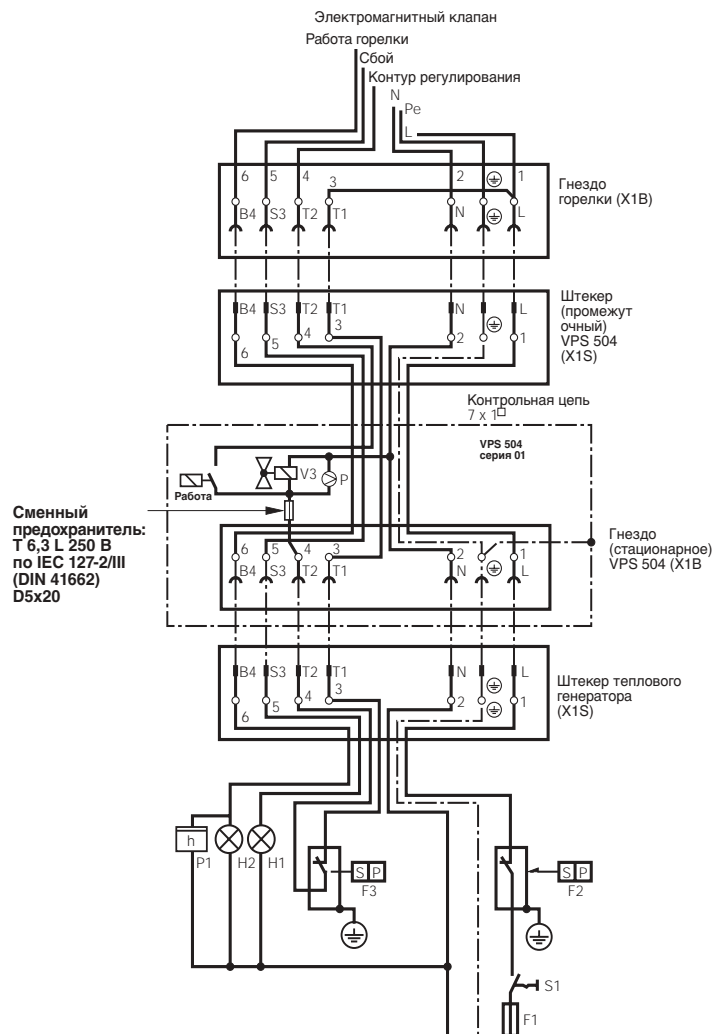 Электромагнитный клапан
Работа горелки
Сбой
Контур регулирования
N
Pe
L
6 5 4 3 2 1
B4 S3 T2 T1 N L
Гнездо
горелки (X1B)
B4 S3 T2 T1 N L
6 5 4 3 2 1
Штекер
(промежут
очный)
VPS 504
(X1S)
Контрольная цепь
7 x 1
VPS 504
серия 01
V3
P
Работа
Сменный
предохранитель:
T 6,3 L 250 В
по IEC 127-2/III
(DIN 41662)
D5x20
6 5 4 3 2 1
B4 S3 T2 T1 N L
Гнездо
(стационарное)
VPS 504 (X1B
B4 S3 T2 T1 N L
6 5 4 3 2 1
Штекер теплового
генератора
(X1S)
h
P1
H2
H1
S P
F3
S P
F2
S1
F1